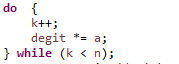 do {
k++;
degit *= a;
} while (k < n);